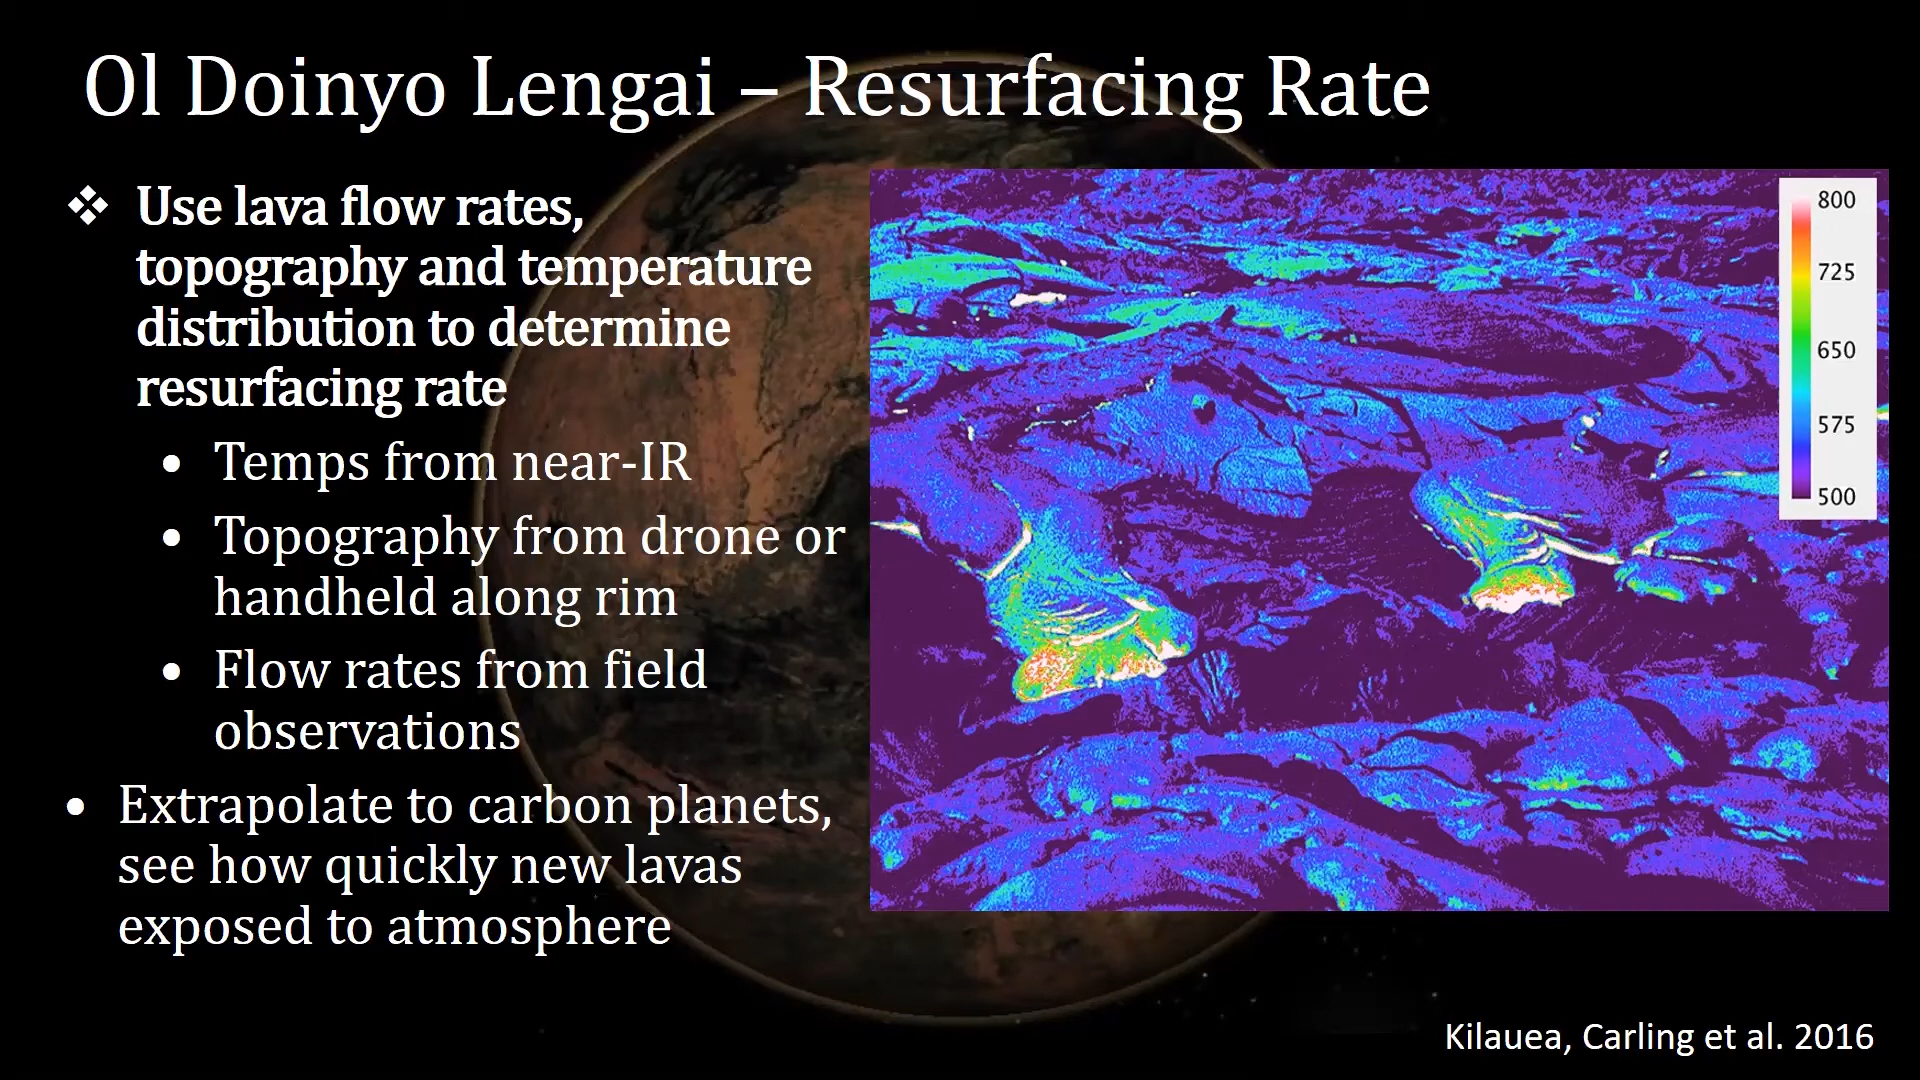 Ol Doinyo Lengai – Resurfacing Rate
❖ Use lava flow rates,
topography and temperature
distribution to determine
resurfacing rate
• Temps from near-IR
• Topography from drone or
handheld along rim
• Flow rates from field
observations
• Extrapolate to carbon planets,
see how quickly new lavas
exposed to atmosphere
800
725
650
575
500
Kilauea, Carling et al. 2016